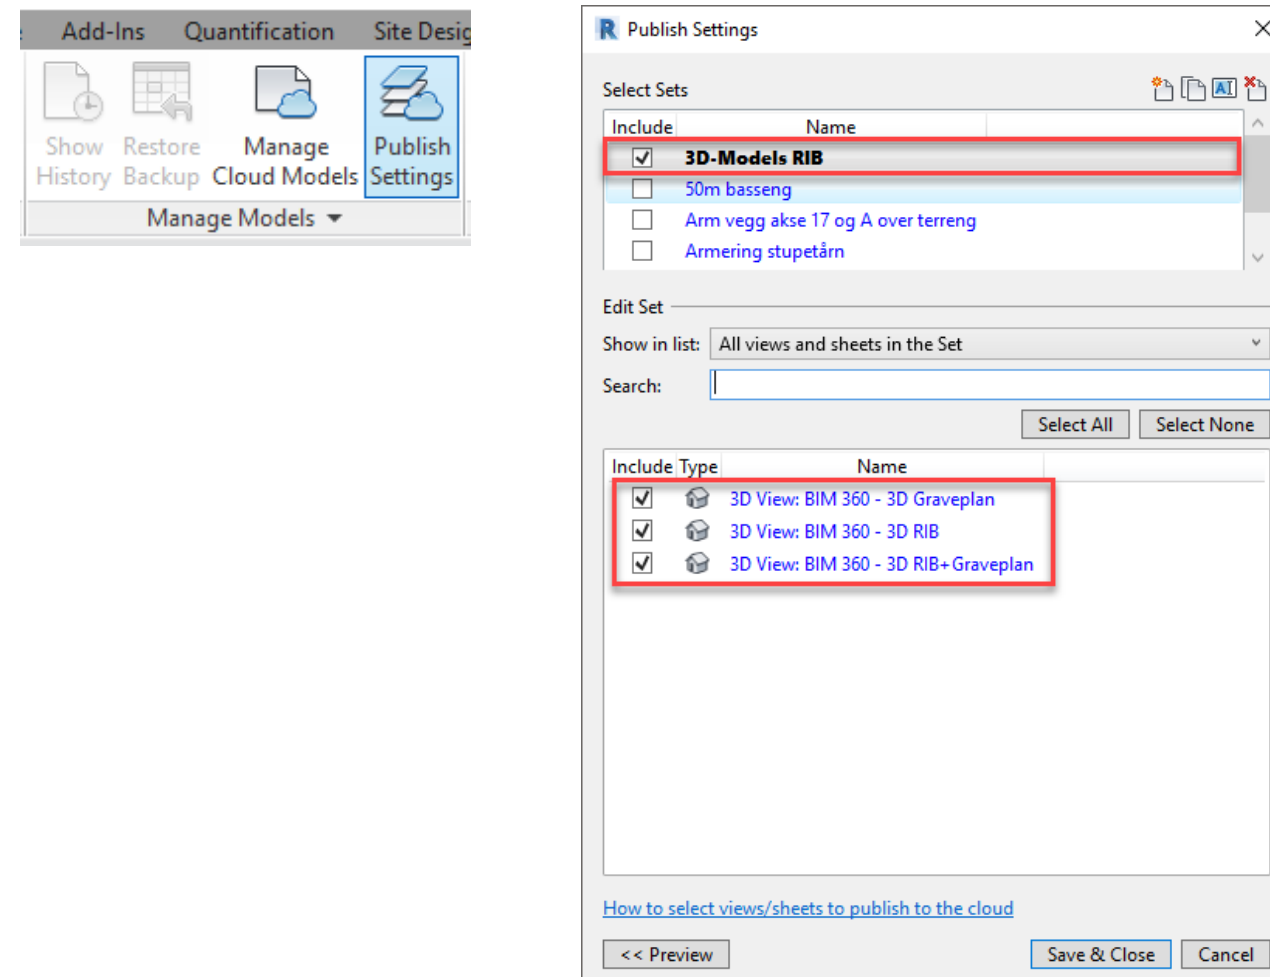 Add-Ins Quantification Site Desig
Show History
Restore Backup
Manage Cloud Models
Publish Settings
Manage Models
Publish Settings
Select Sets
Include Name
3D-Models RIB
50m basseng
Arm vegg akse 17 og A over terreng
Armering stupetårn
Edit Set
Show in list: All views and sheets in the Set
Search:
Select All Select None
Include Type Name
3D View: BIM 360 - 3D Graveplan
3D View: BIM 360 - 3D RIB
3D View: BIM 360 - 3D RIB+Graveplan
How to select views/sheets to publish to the cloud
<< Preview Save & Close Cancel